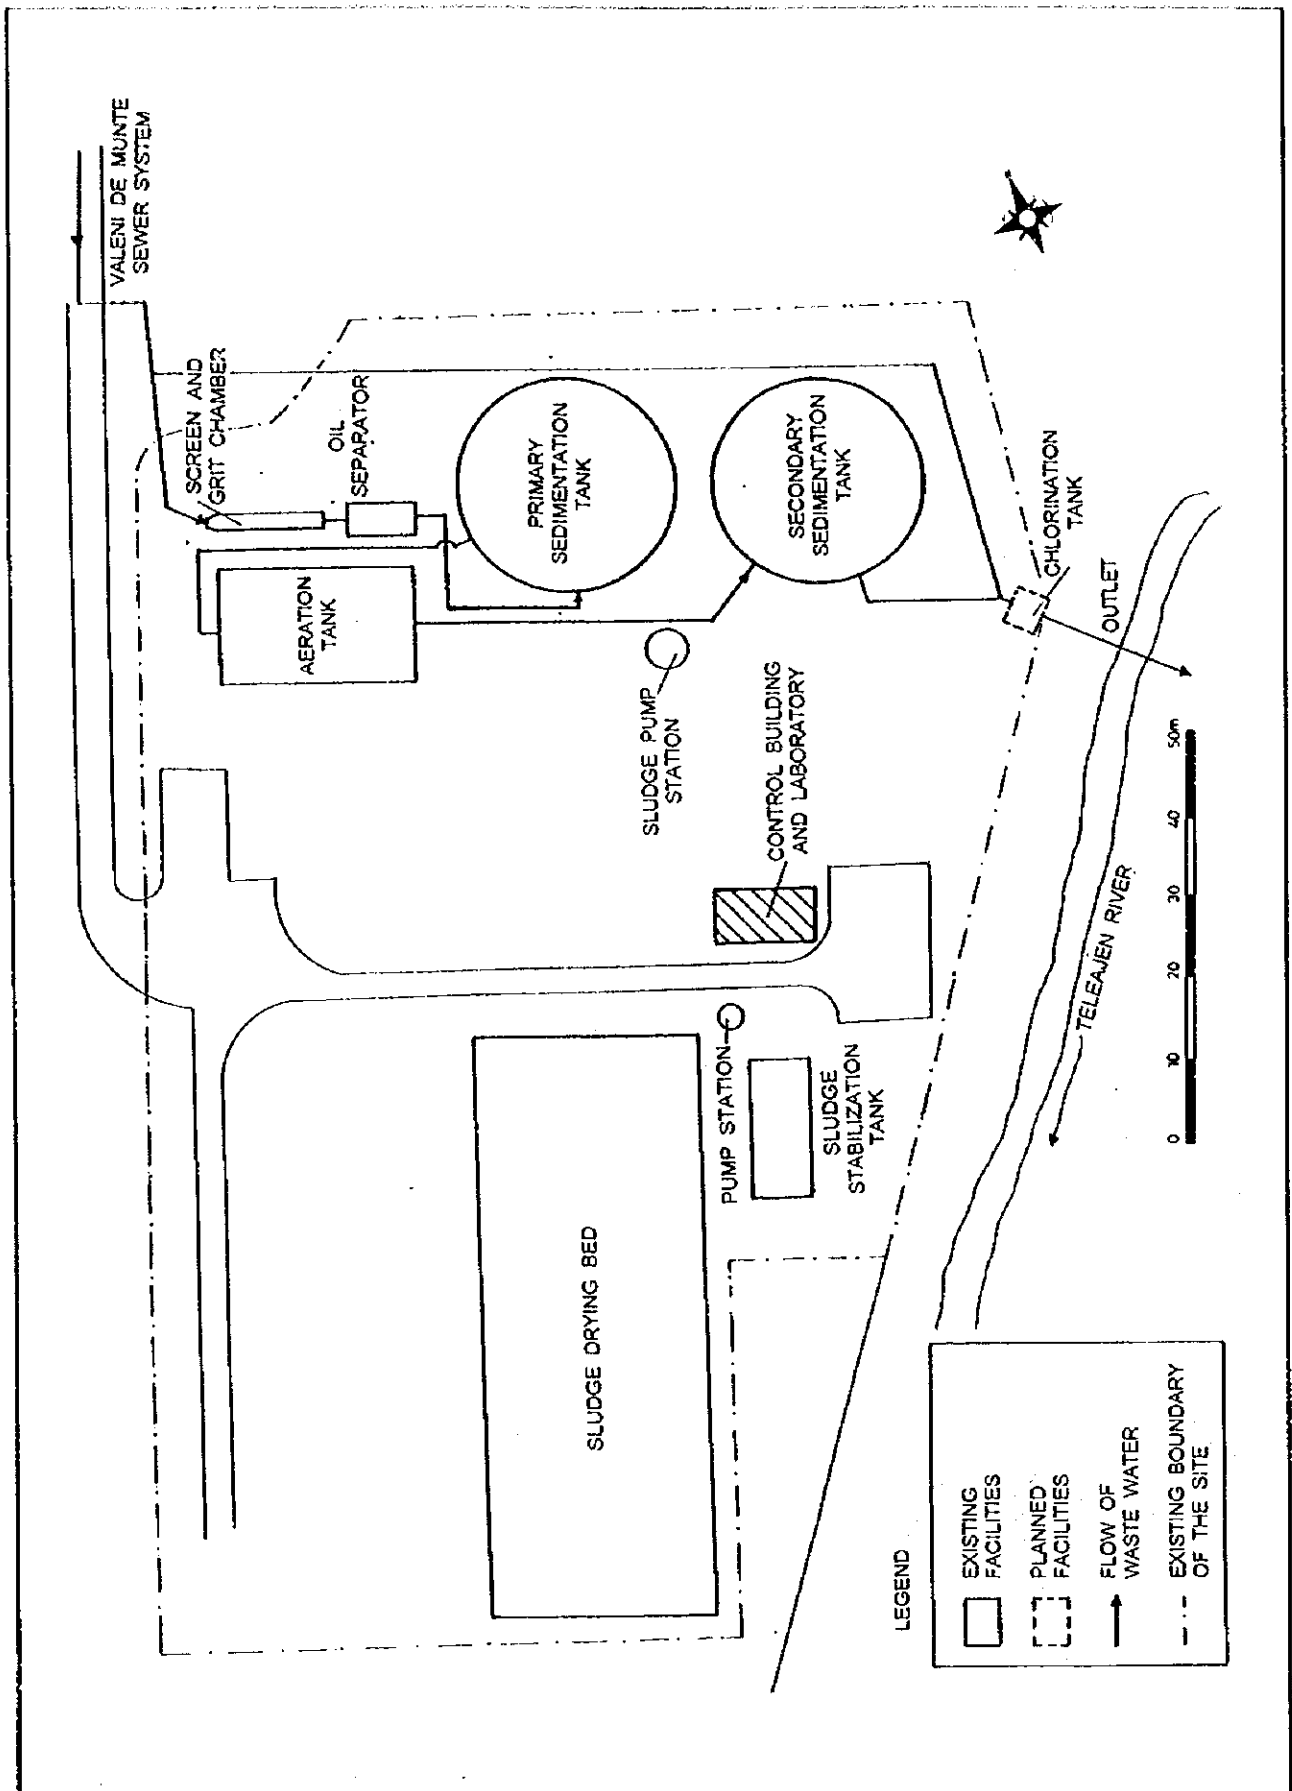 VALENI DE MUNTE
SEWER SYSTEM
SCREEN AND
GRIT CHAMBER
OIL
SEPARATOR
AERATION
TANK
PRIMARY
SEDIMENTATION
TANK
SECONDARY
SEDIMENTATION
TANK
CHLORINATION
TANK
OUTLET
SLUDGE PUMP
STATION
CONTROL BUILDING
AND LABORATORY
PUMP STATION
SLUDGE
STABILIZATION
TANK
SLUDGE DRYING BED
TELEAJEN RIVER
0 10 20 30 40 50m
LEGEND
EXISTING
FACILITIES
PLANNED
FACILITIES
FLOW OF
WASTE WATER
EXISTING BOUNDARY
OF THE SITE